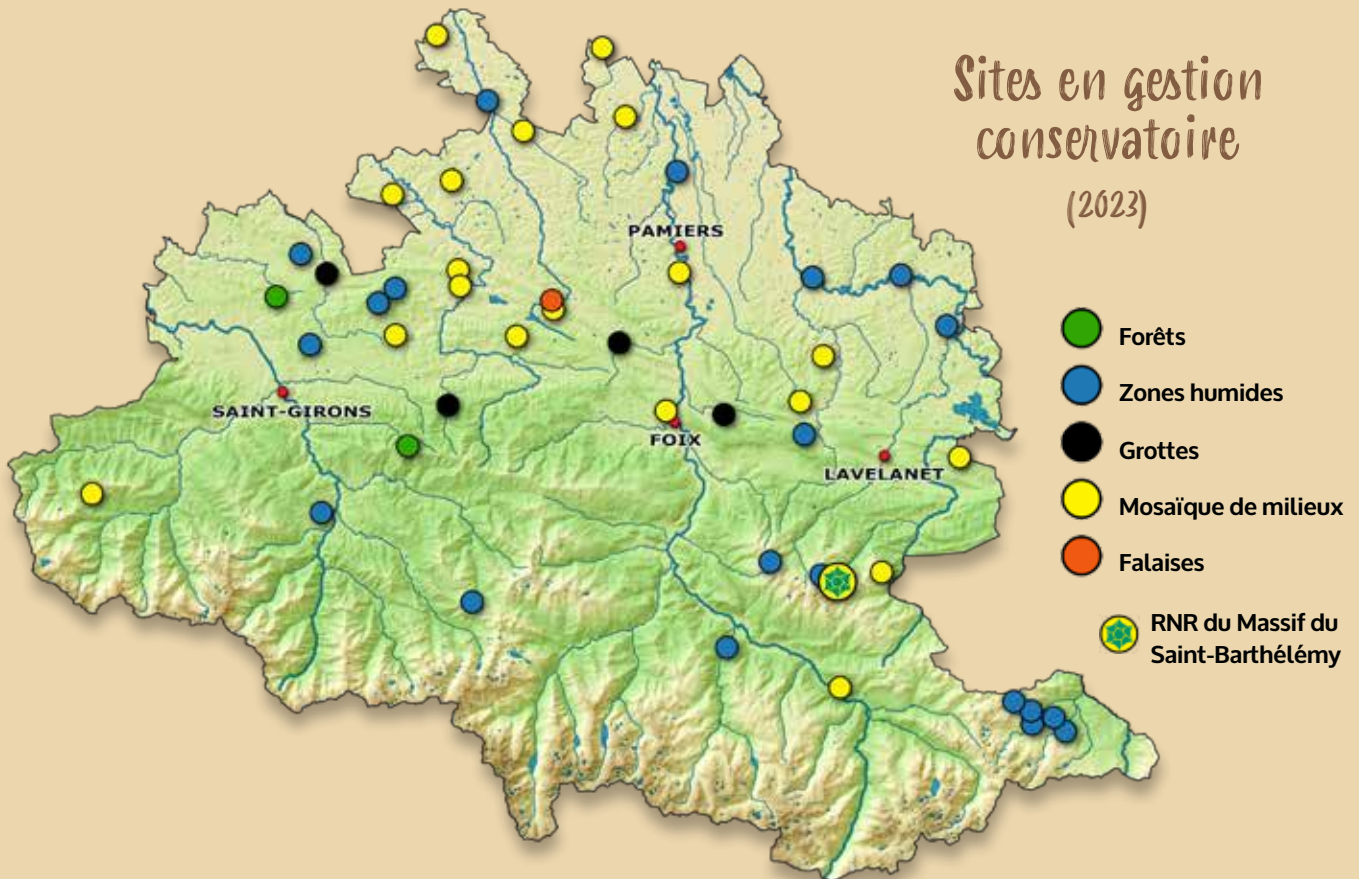 Sites en gestion
conservatoire
(2023)
PAMIERS
SAINT-GIRONS
FOIX
LAVELANET
Forêts
Zones humides
Grottes
Mosaïque de milieux
Falaises
RNR du Massif du
Saint-Barthélémy